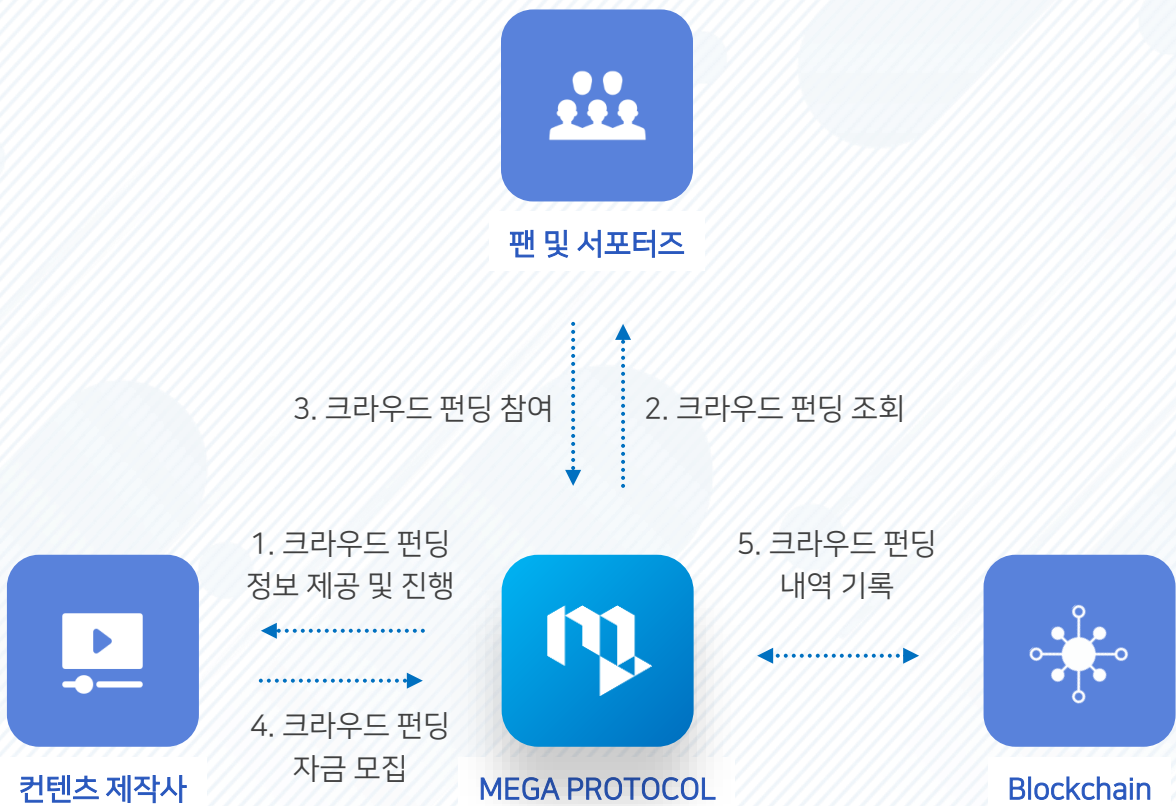 팬 및 서포터즈
3. 크라우드 펀딩 참여
2. 크라우드 펀딩 조회
1. 크라우드 펀딩
정보 제공 및 진행
5. 크라우드 펀딩
내역 기록
4. 크라우드 펀딩
자금 모집
컨텐츠 제작사
MEGA PROTOCOL
Blockchain